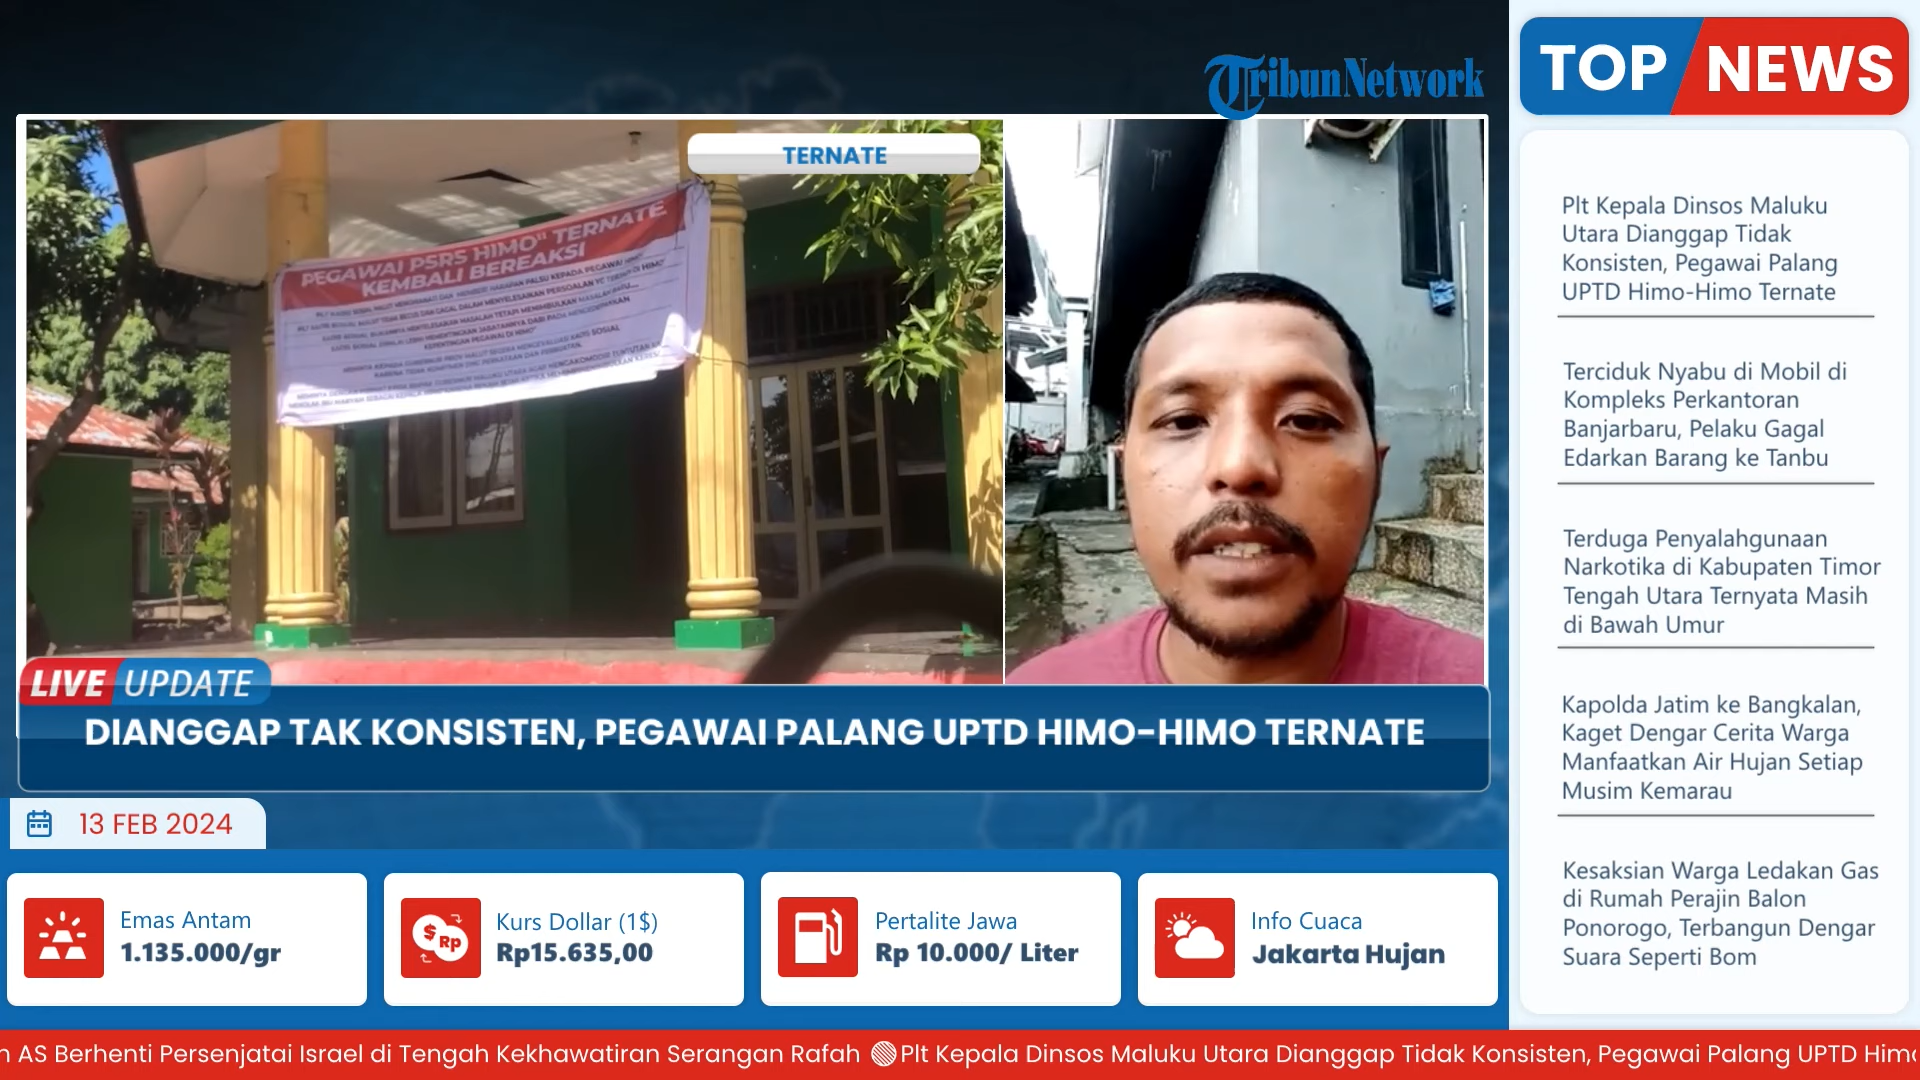 TribunNetwork
TOP NEWS
TERNATE
PEGAWAI PSRS HIMO" TERNATE
KEMBALI BEREAKSI
LIVE UPDATE
DIANGGAP TAK KONSISTEN, PEGAWAI PALANG UPTD HIMO-HIMO TERNATE
13 FEB 2024
Emas Antam
1.135.000/gr
Kurs Dollar (1$)
Rp15.635,00
Pertalite Jawa
Rp 10.000/ Liter
Info Cuaca
Jakarta Hujan
Plt Kepala Dinsos Maluku
Utara Dianggap Tidak
Konsisten, Pegawai Palang
UPTD Himo-Himo Ternate
Terciduk Nyabu di Mobil di
Kompleks Perkantoran
Banjarbaru, Pelaku Gagal
Edarkan Barang ke Tanbu
Terduga Penyalahgunaan
Narkotika di Kabupaten Timor
Tengah Utara Ternyata Masih
di Bawah Umur
Kapolda Jatim ke Bangkalan,
Kaget Dengar Cerita Warga
Manfaatkan Air Hujan Setiap
Musim Kemarau
Kesaksian Warga Ledakan Gas
di Rumah Perajin Balon
Ponorogo, Terbangun Dengar
Suara Seperti Bom
AS Berhenti Persenjatai Israel di Tengah Kekhawatiran Serangan Rafah Plt Kepala Dinsos Maluku Utara Dianggap Tidak Konsisten, Pegawai Palang UPTD